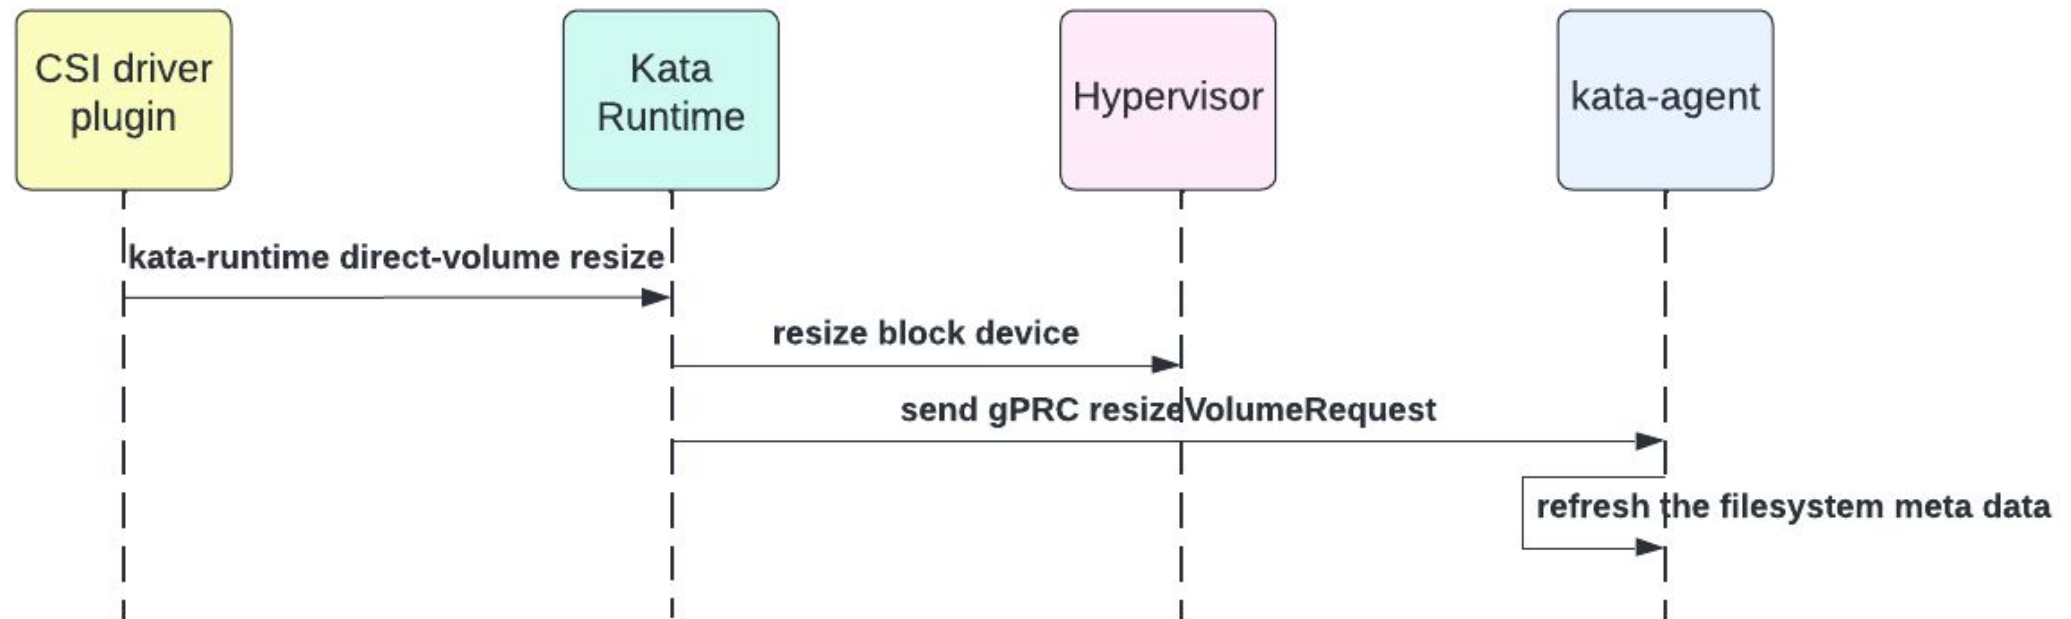 CSI driver
plugin
Kata
Runtime
Hypervisor
kata-agent
kata-runtime direct-volume resize
resize block device
send gPRC resizeVolumeRequest
refresh the filesystem meta data